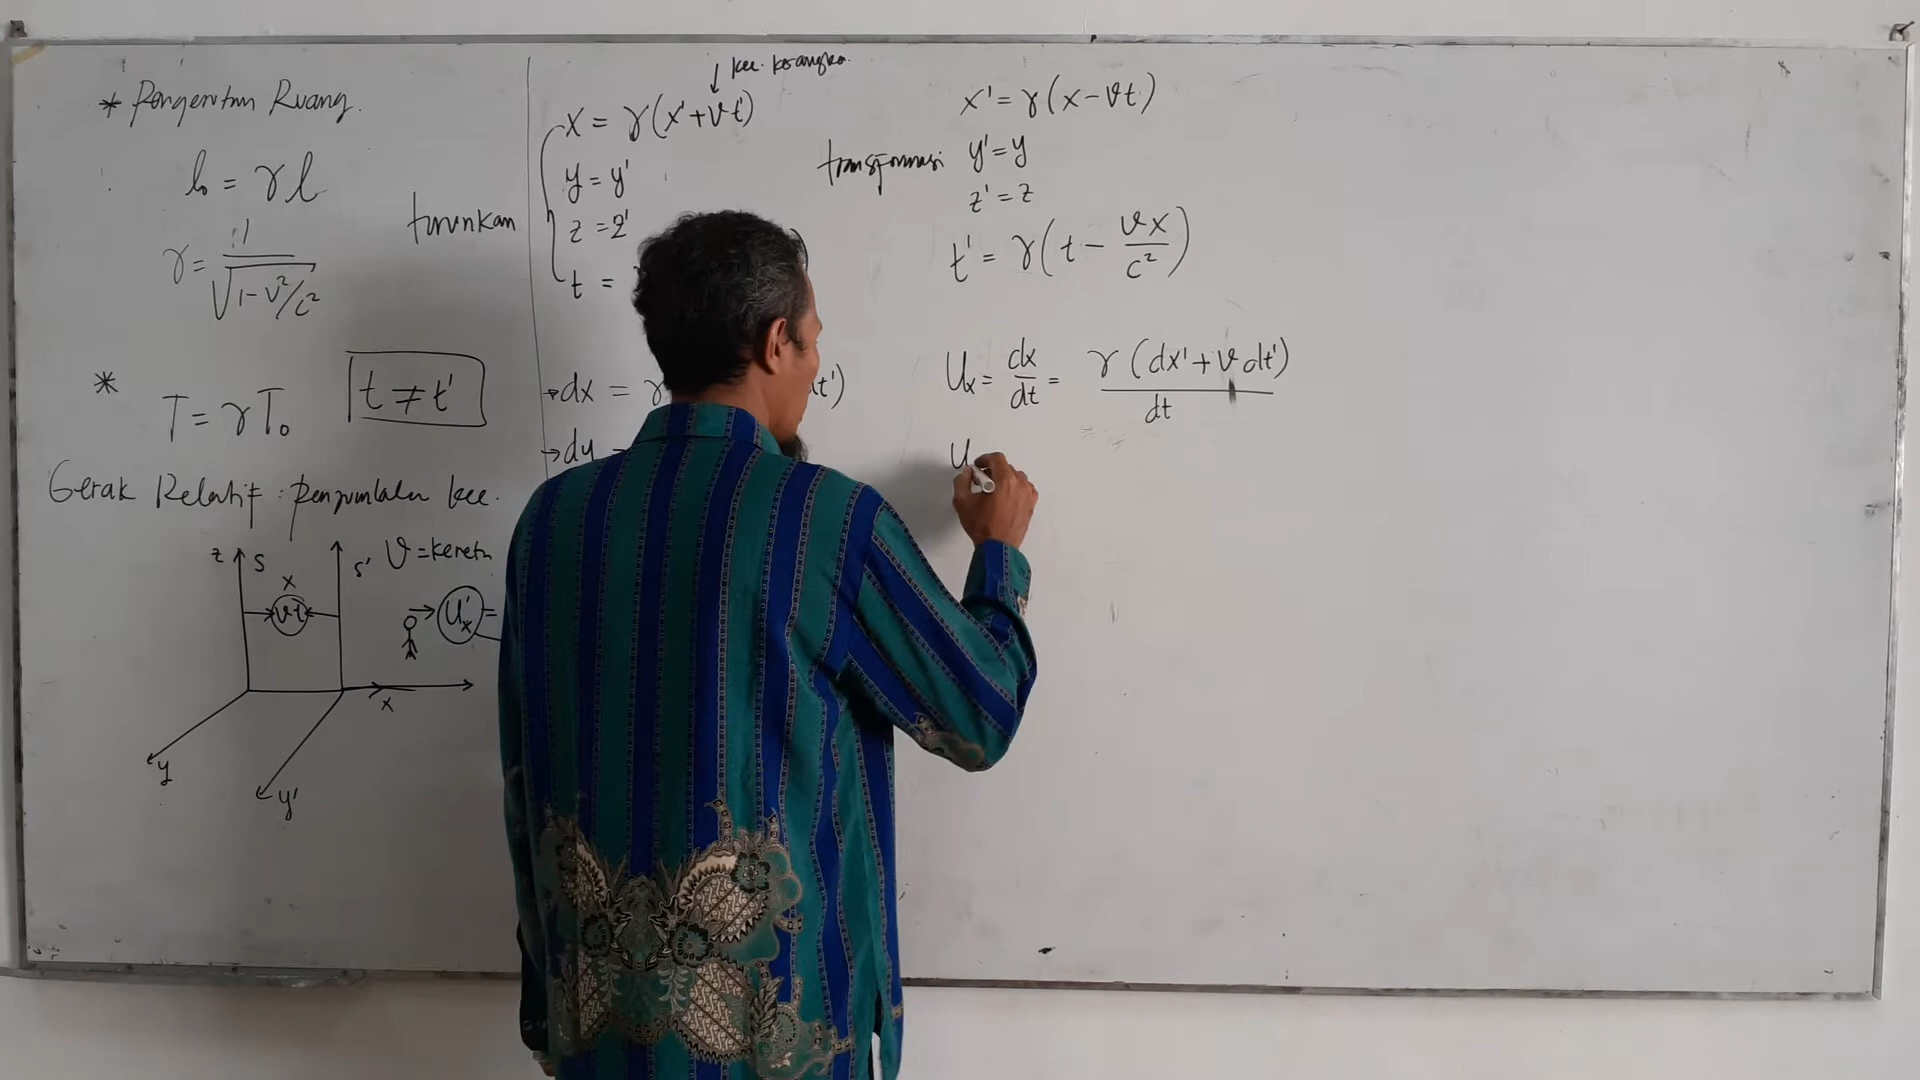 * Pengerutan Ruang.
l₀ = γ l
γ = 1 / √(1 - v²/c²)
*
T = γ T₀
t ≠ t'
Gerak Relatif : Penjumlahan kec.
z
S
x
vt
S'
v = kereta
U'x =
x
y
y'
turunkan
kec. kerangka.
x = γ(x' + vt')
y = y'
z = z'
t =
→ dx = γ dt')
→ dy =
transformasi
x' = γ(x - vt)
y' = y
z' = z
t' = γ(t - vx/c²)
Ux = dx/dt = γ(dx' + v dt') / dt
U